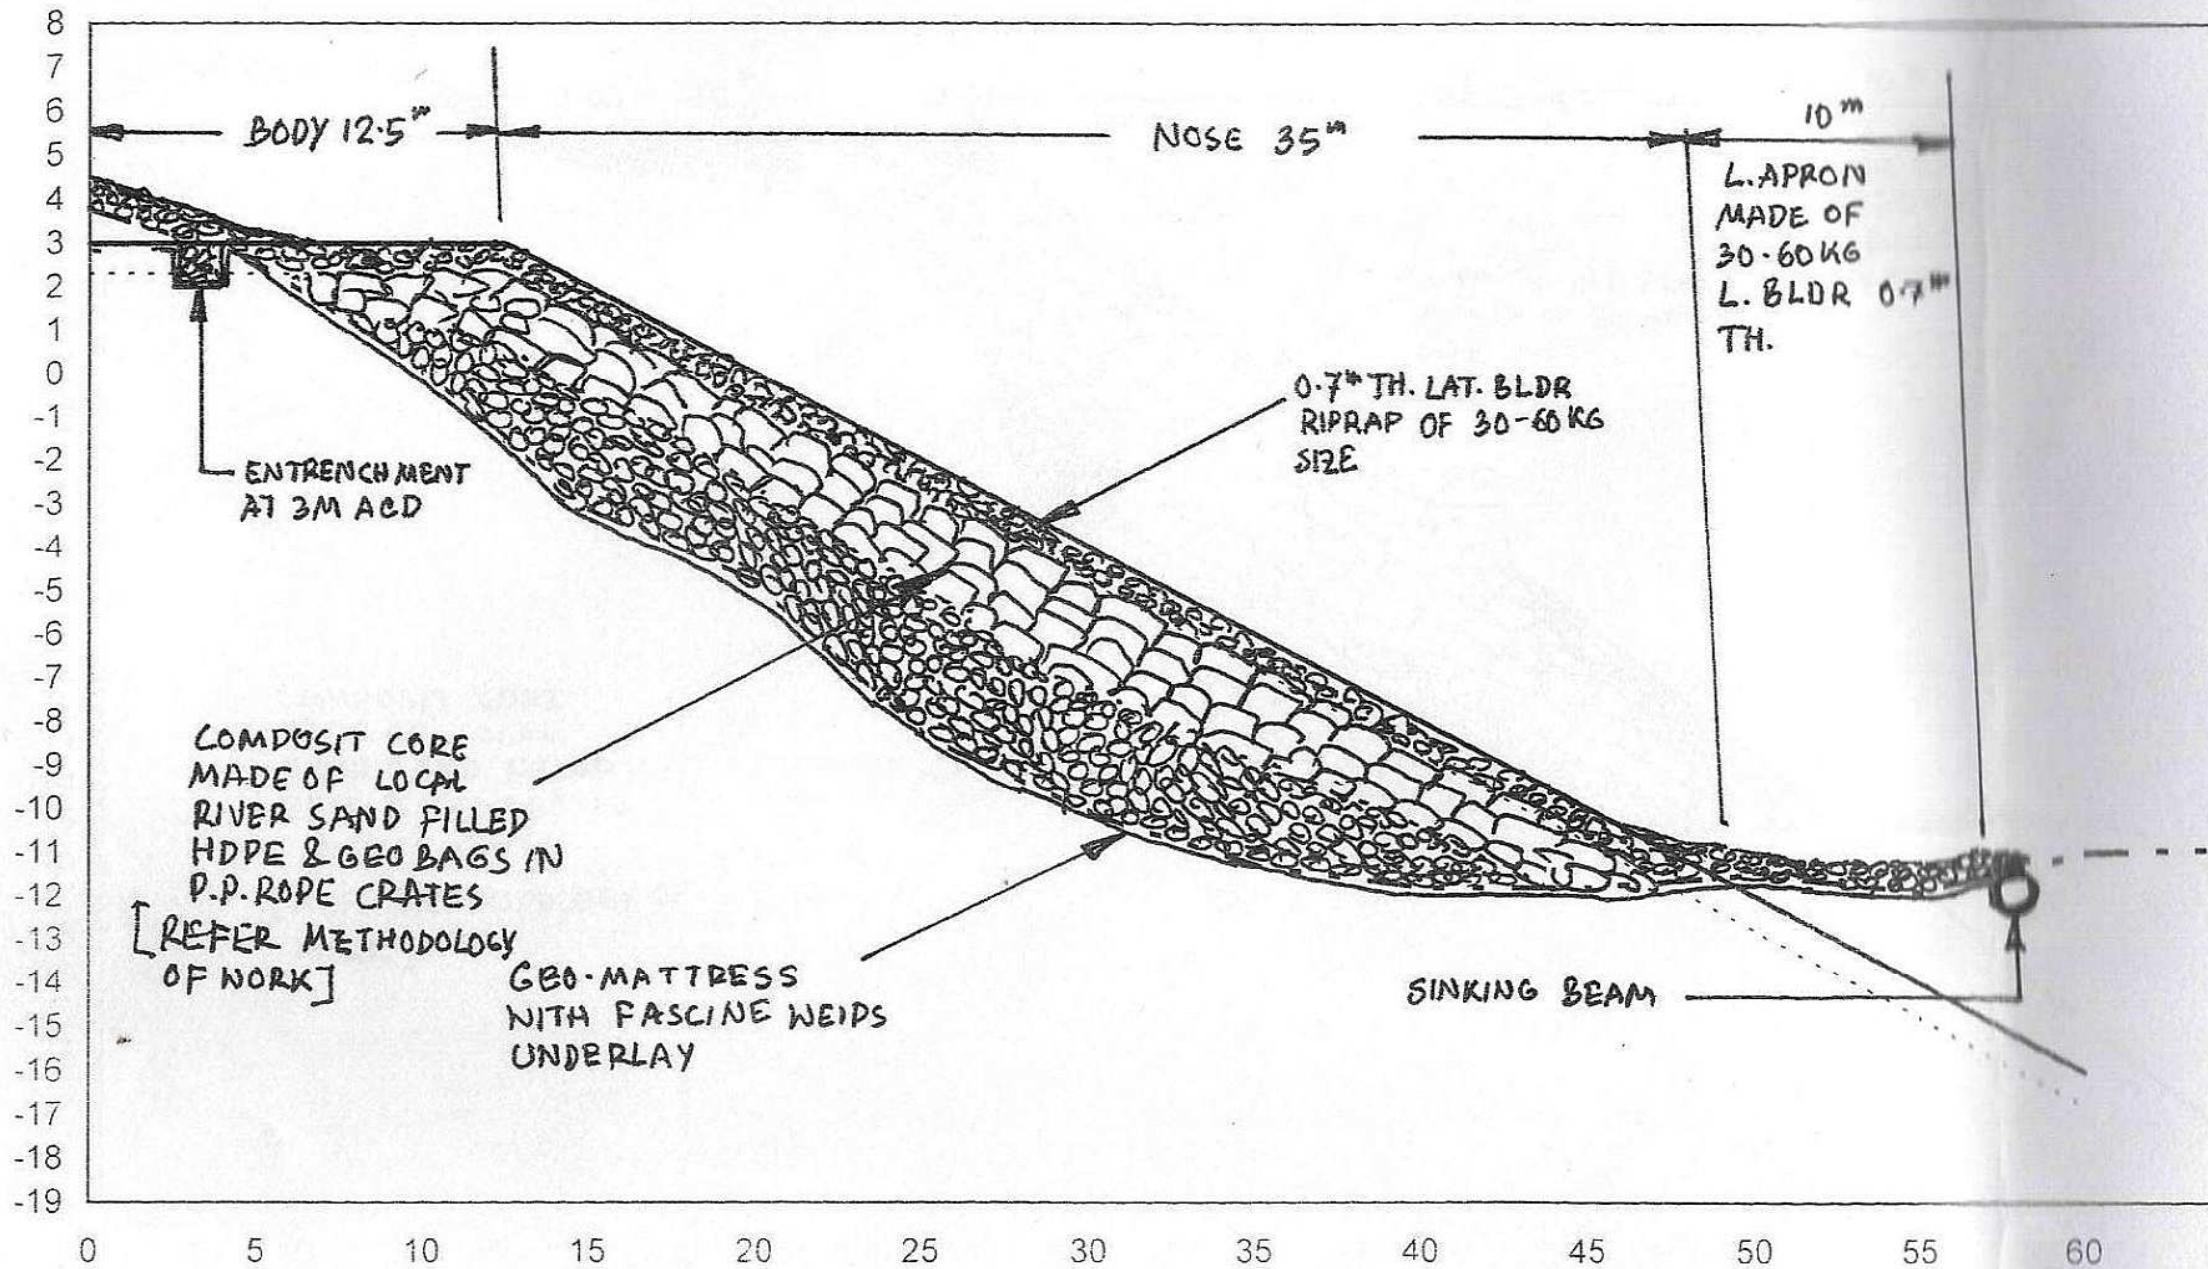 8
7
6
5
4
3
2
1
0
-1
-2
-3
-4
-5
-6
-7
-8
-9
-10
-11
-12
-13
-14
-15
-16
-17
-18
-19
0 5 10 15 20 25 30 35 40 45 50 55 60
BODY 12.5m
NOSE 35m
10m
L. APRON
MADE OF
30-60 KG
L. BLDR 0.7m
TH.
0.7m TH. LAT. BLDR
RIPRAP OF 30-60 KG
SIZE
ENTRENCHMENT
AT 3M ACD
COMPOSIT CORE
MADE OF LOCAL
RIVER SAND FILLED
HDPE & GEO BAGS IN
P.P. ROPE CRATES
[REFER METHODOLOGY
OF WORK]
GEO-MATTRESS
WITH FASCINE WEIPS
UNDERLAY
SINKING BEAM